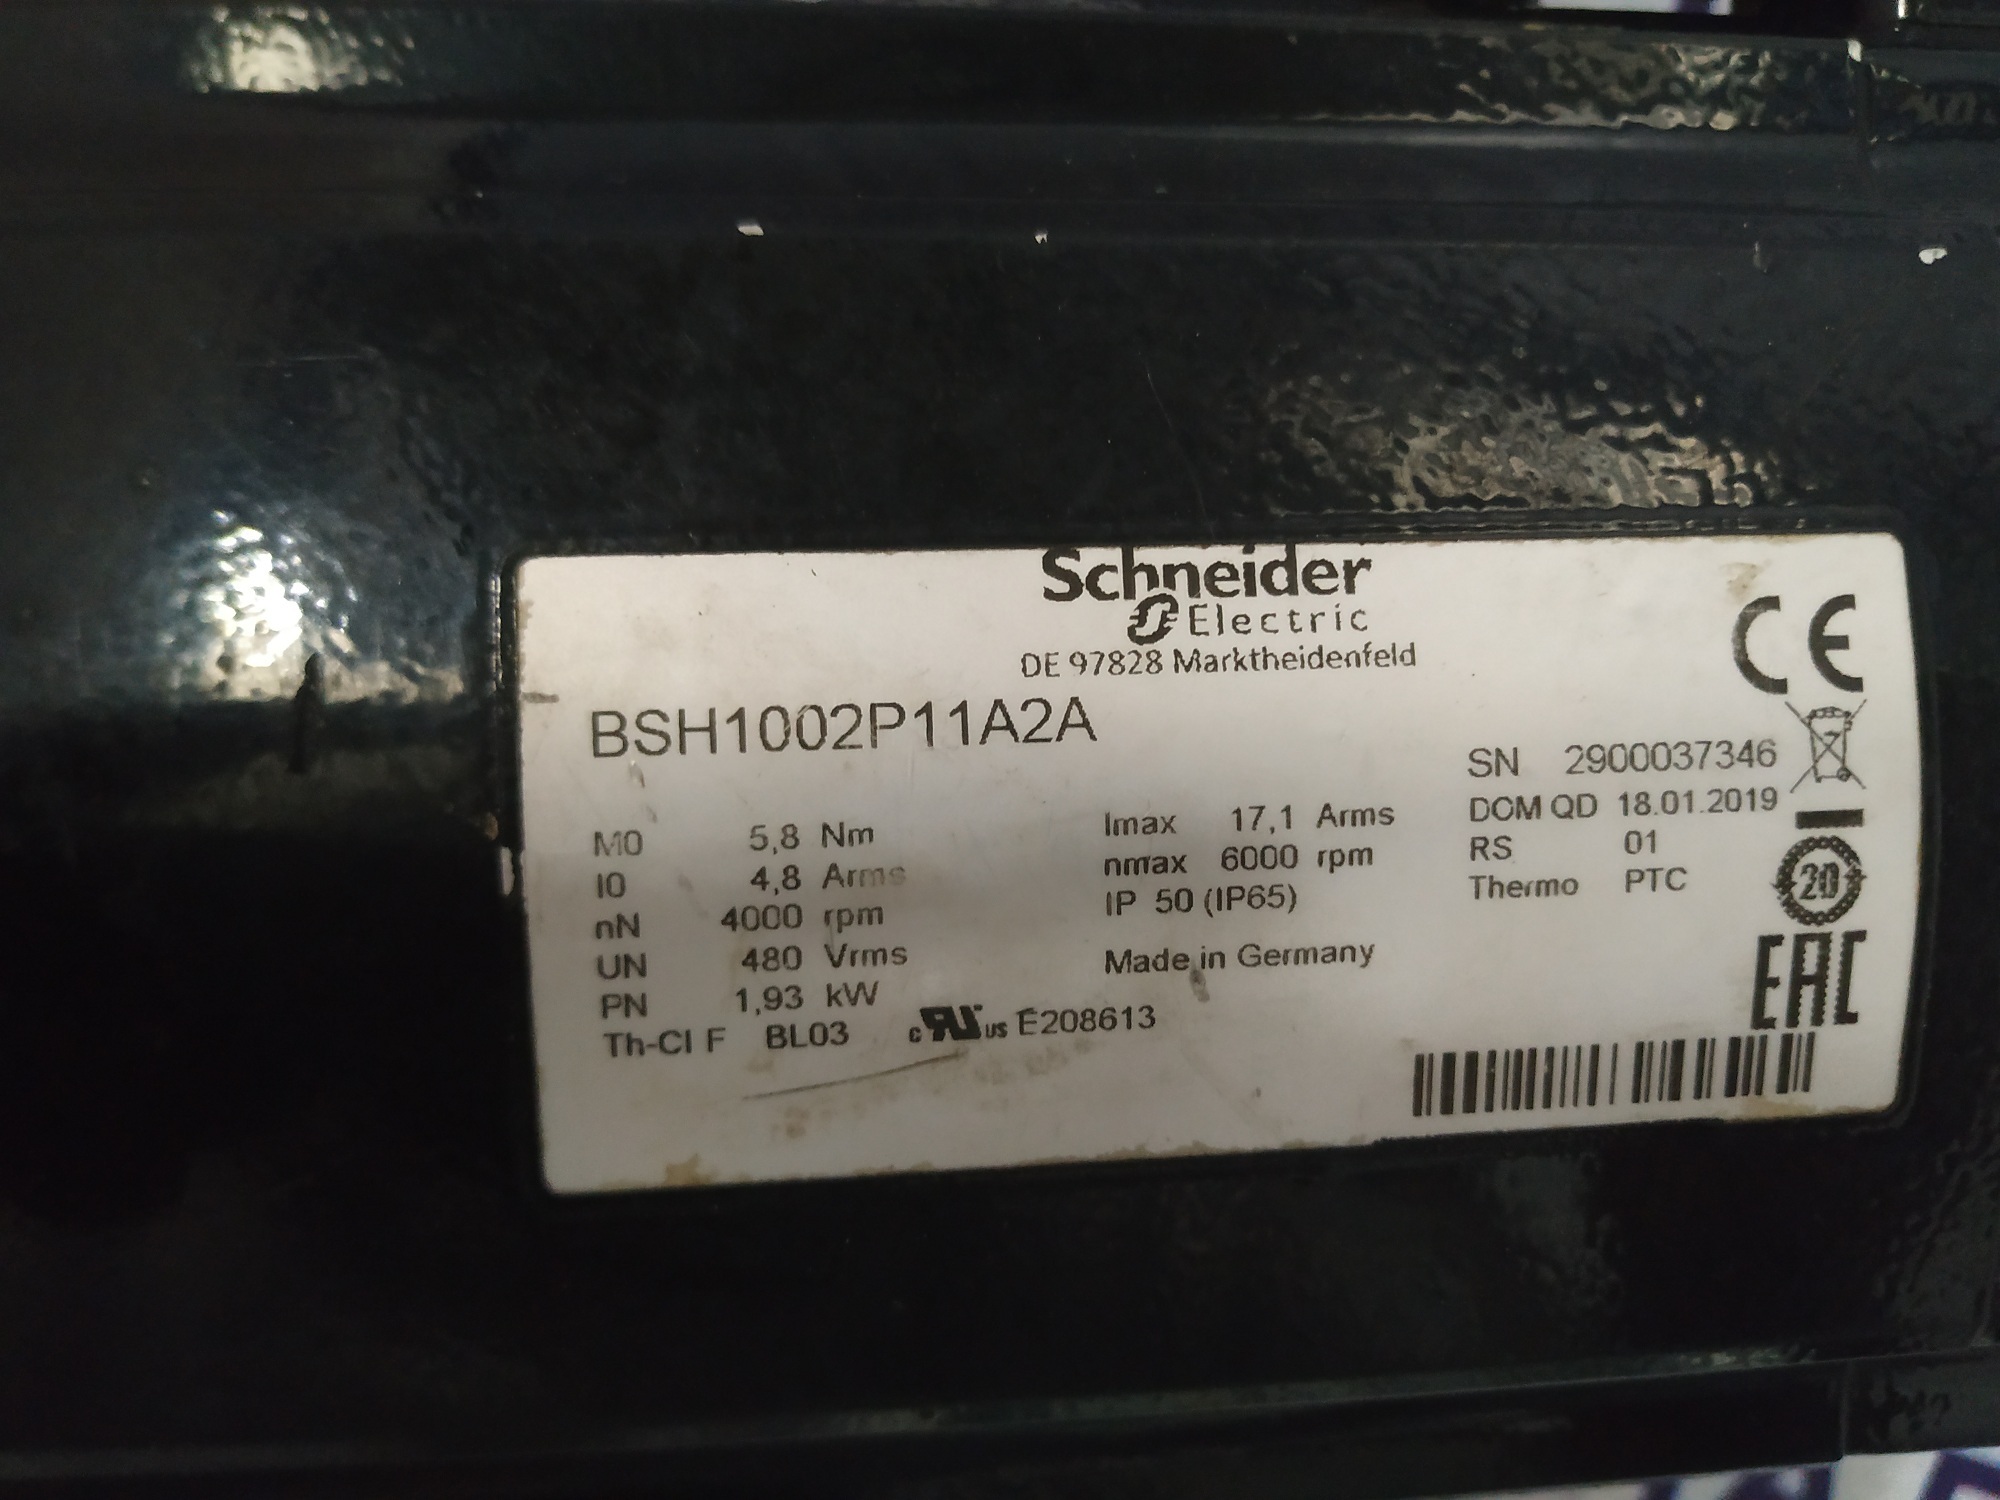 Schneider
Electric
DE 97828 Marktheidenfeld
CE
BSH1002P11A2A
SN 2900037346
DOM QD 18.01.2019
RS 01
Thermo PTC
M0 5,8 Nm
I0 4,8 Arms
nN 4000 rpm
UN 480 Vrms
PN 1,93 kW
Th-Cl F BL03
Imax 17,1 Arms
nmax 6000 rpm
IP 50 (IP65)
Made in Germany
c RU us E208613
20
EAC